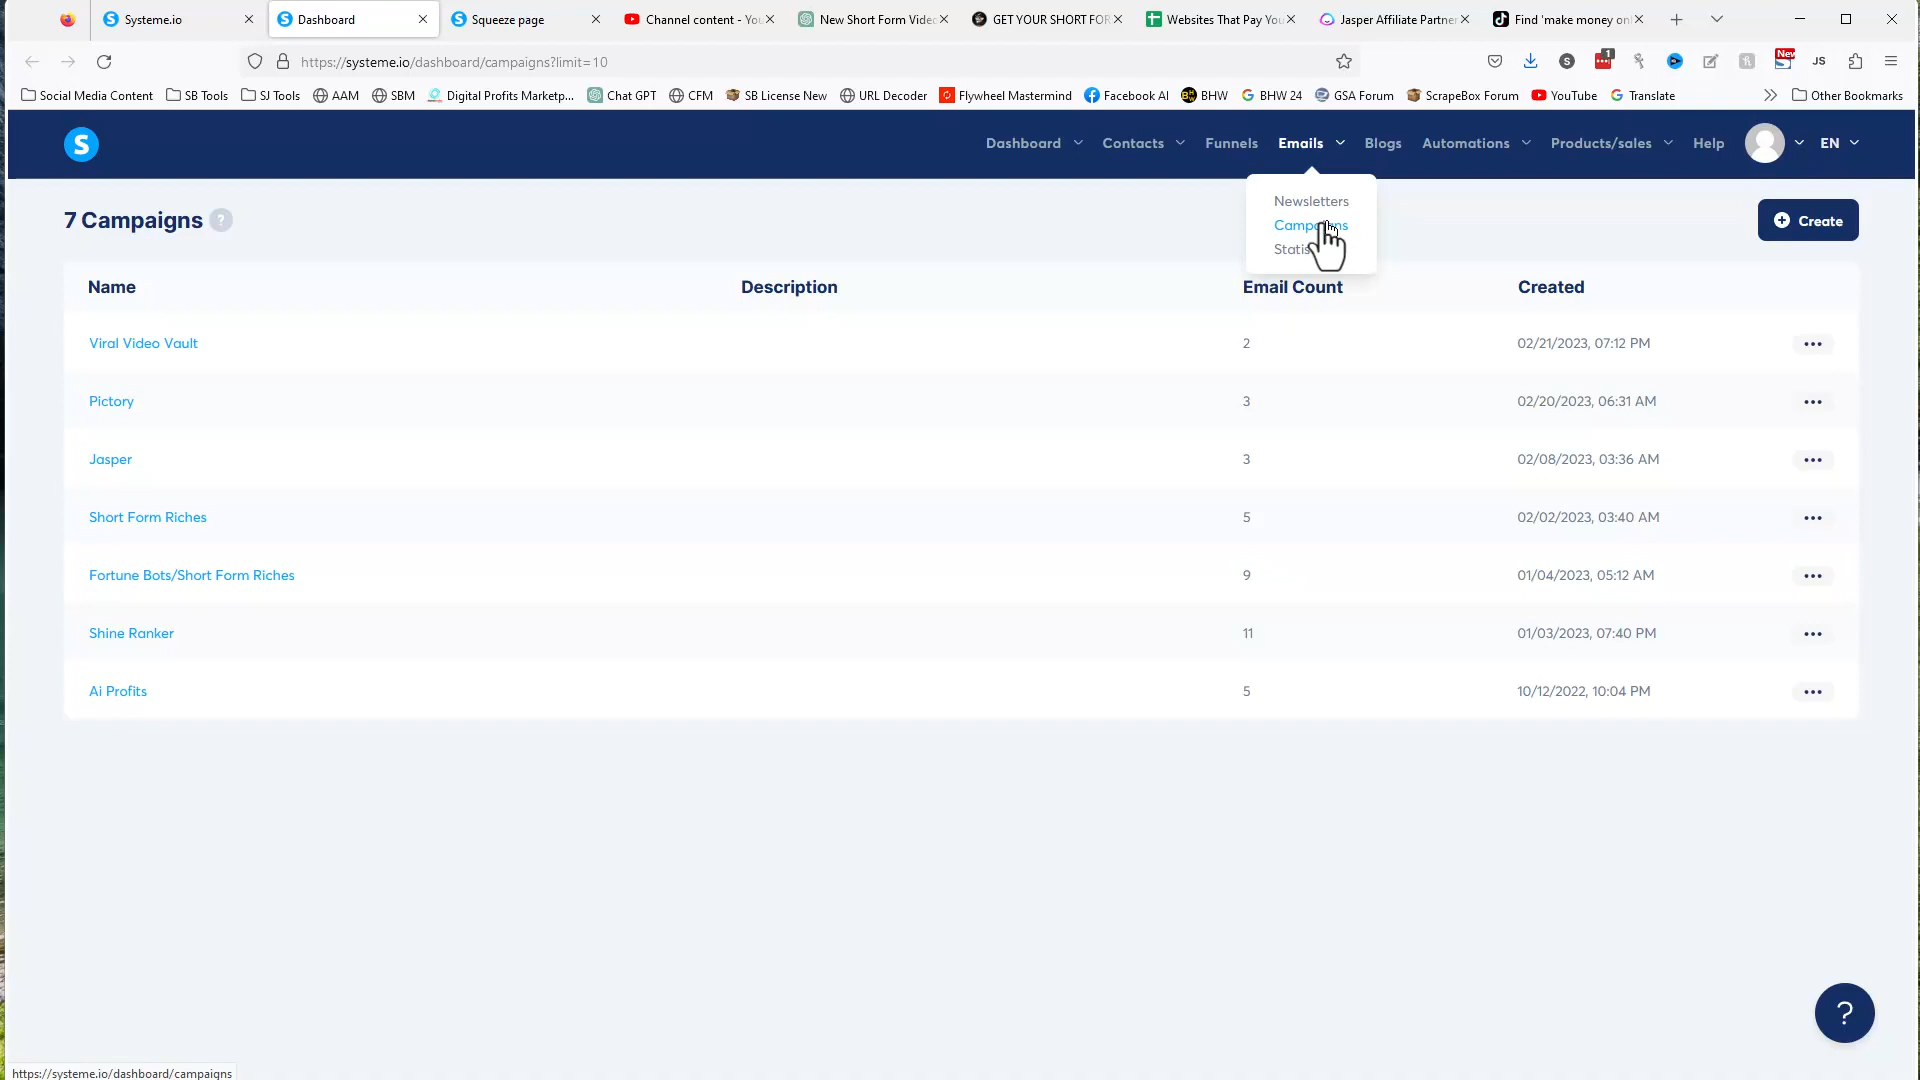 Systeme.io
Dashboard
Squeeze page
Channel content - You
New Short Form Video
GET YOUR SHORT FOR
Websites That Pay You
Jasper Affiliate Partner
Find 'make money onl
https://systeme.io/dashboard/campaigns?limit=10
S
1
New
JS
Social Media Content
SB Tools
SJ Tools
AAM
SBM
Digital Profits Marketp...
Chat GPT
CFM
SB License New
URL Decoder
Flywheel Mastermind
Facebook AI
BHW
BHW 24
GSA Forum
ScrapeBox Forum
YouTube
Translate
Other Bookmarks
S
Dashboard
Contacts
Funnels
Emails
Blogs
Automations
Products/sales
Help
EN
Newsletters
7 Campaigns ?
Create
Name Description Email Count Created
Viral Video Vault 2 02/21/2023, 07:12 PM
Pictory 3 02/20/2023, 06:31 AM
Jasper 3 02/08/2023, 03:36 AM
Short Form Riches 5 02/02/2023, 03:40 AM
Fortune Bots/Short Form Riches 9 01/04/2023, 05:12 AM
Shine Ranker 11 01/03/2023, 07:40 PM
Ai Profits 5 10/12/2022, 10:04 PM
?
https://systeme.io/dashboard/campaigns